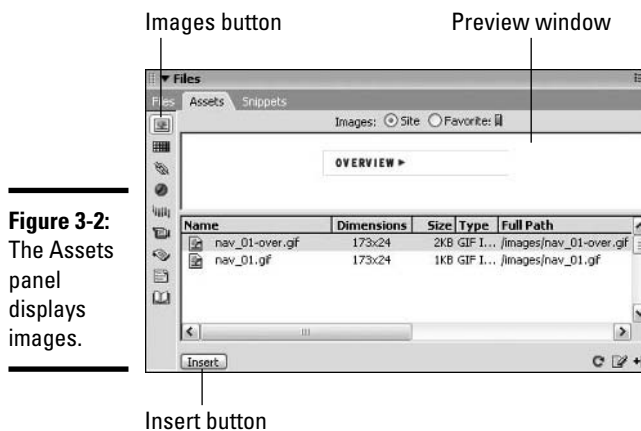 Images button Preview window
Files
Files Assets Snippets
Images: Site Favorite:
OVERVIEW
Name Dimensions Size Type Full Path
nav_01-over.gif 173x24 2KB GIF I... /images/nav_01-over.gif
nav_01.gif 173x24 1KB GIF I... /images/nav_01.gif
Insert
Figure 3-2:
The Assets
panel
displays
images.
Insert button